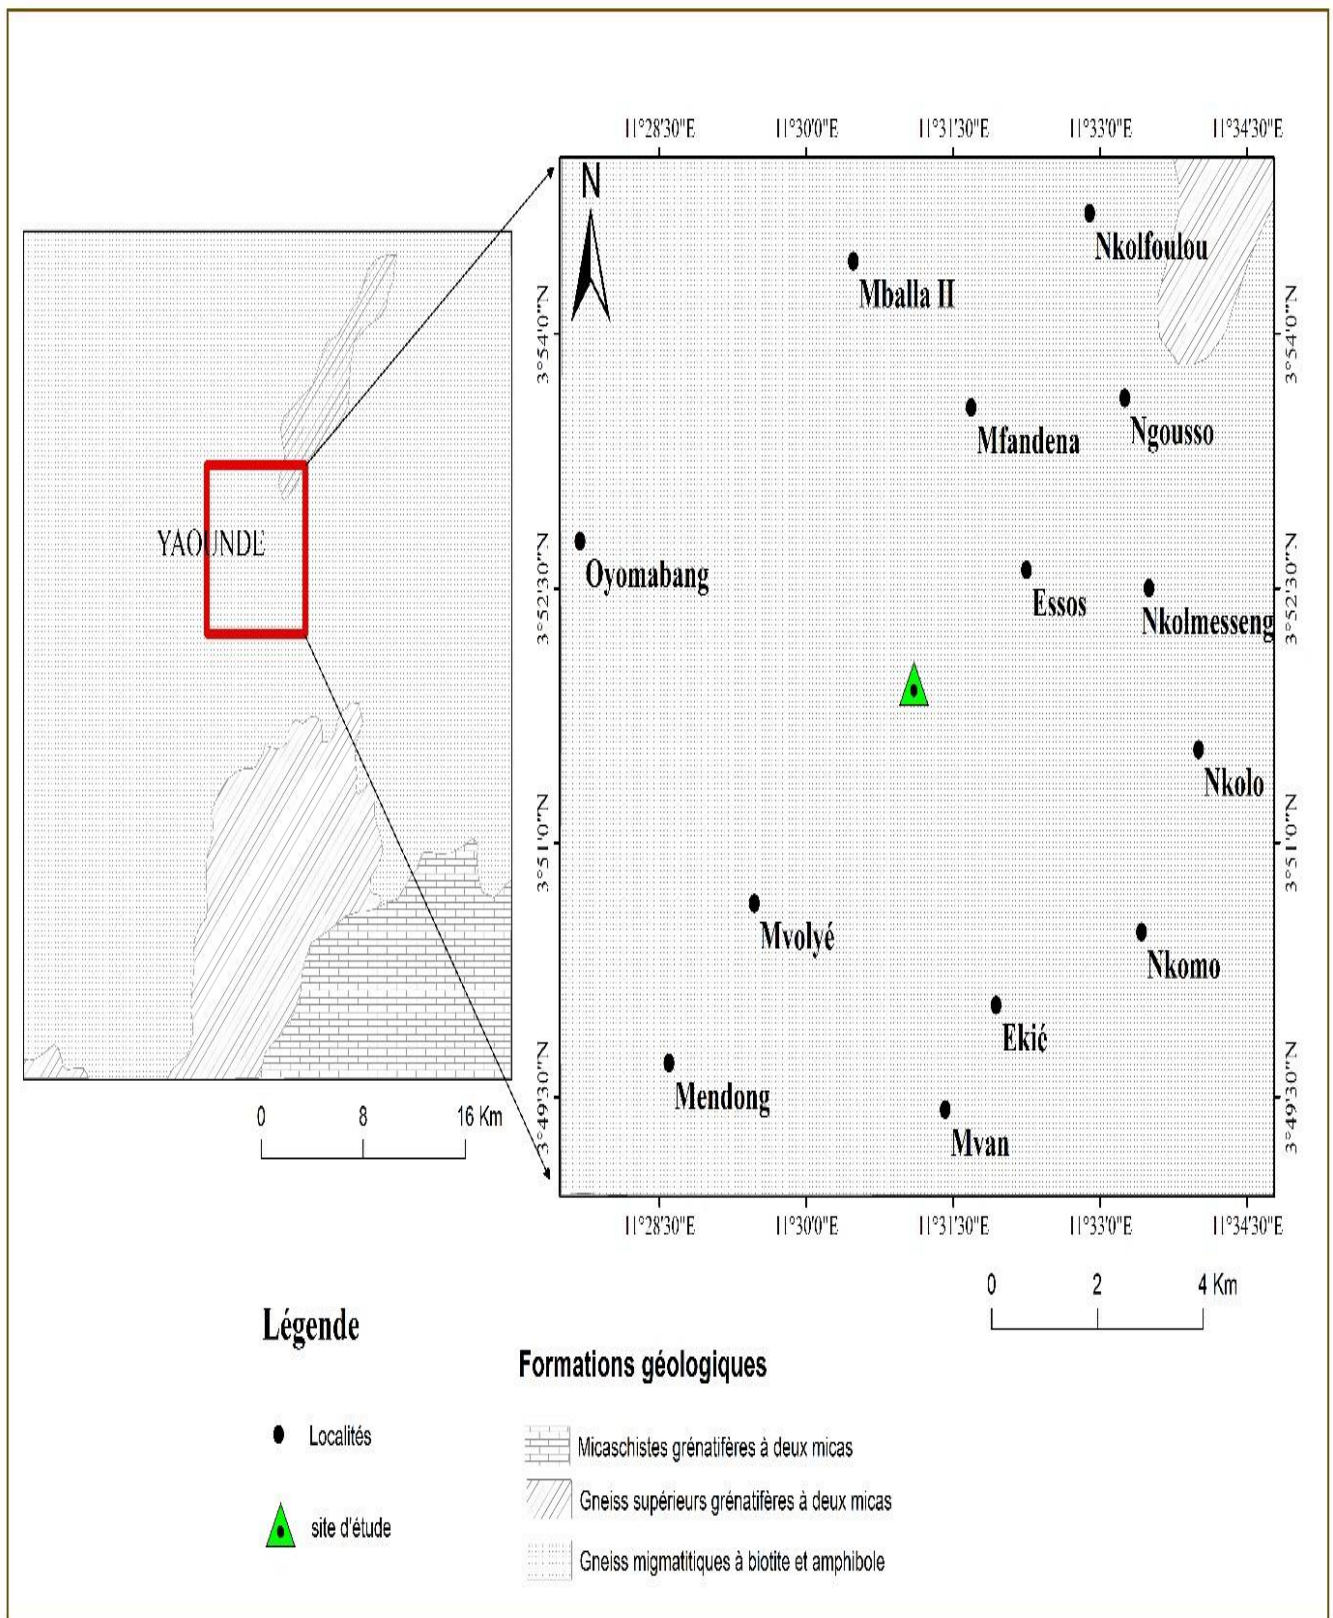 11°28'30"E 11°30'0"E 11°31'30"E 11°33'0"E 11°34'30"E
N
Nkolfoulou
Mballa II
3°54'0"N 3°54'0"N
Mfandena
Ngousso
YAOUNDE
Oyomabang
3°52'30"N 3°52'30"N
Essos
Nkolmesseng
Nkolo
3°51'0"N 3°51'0"N
Mvolyé
Nkomo
Ekié
Mendong
3°49'30"N 3°49'30"N
Mvan
0 8 16 Km
11°28'30"E 11°30'0"E 11°31'30"E 11°33'0"E 11°34'30"E
0 2 4 Km
Légende
Formations géologiques
Localités
Micaschistes grénatifères à deux micas
Gneiss supérieurs grénatifères à deux micas
site d'étude
Gneiss migmatitiques à biotite et amphibole